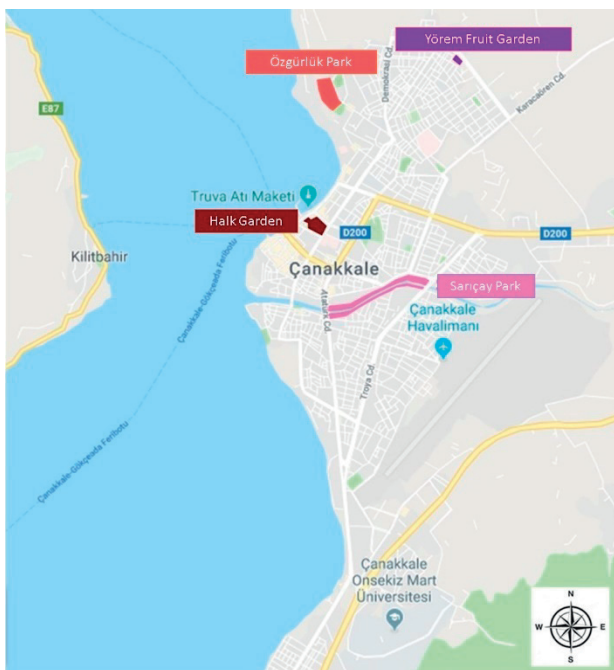 Yörem Fruit Garden
Özgürlük Park
Demokrasi Cd.
Karacaören Cd.
E87
Truva Atı Maketi
Halk Garden
D200
D200
Kilitbahir
Çanakkale
Sarıçay Park
Çanakkale-Gökçeada Feribotu
Atatürk Cd.
Çanakkale
Havalimanı
Troya Cd.
Çanakkale-Gökçeada Feribotu
Çanakkale
Onsekiz Mart
Üniversitesi
N
W
E
S